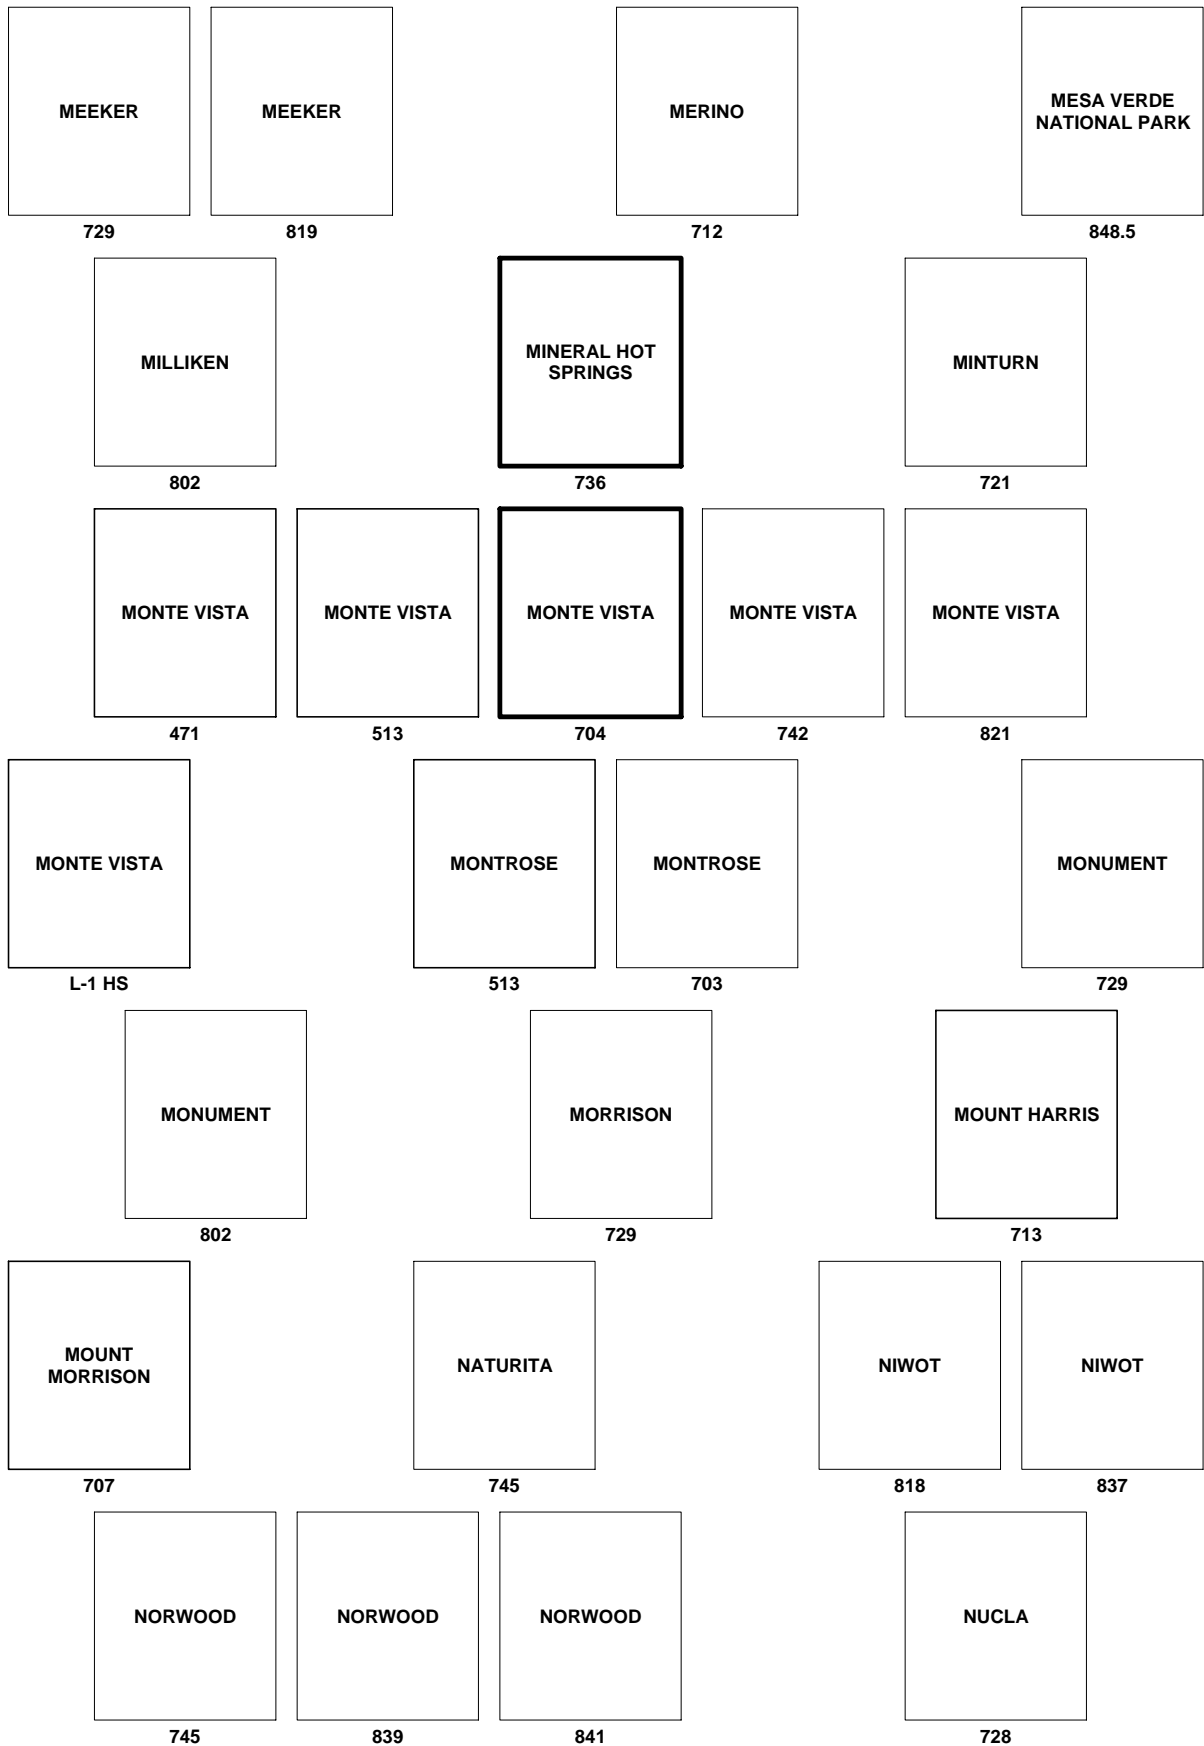 MEEKER
MEEKER
MERINO
MESA VERDE
NATIONAL PARK
729
819
712
848.5
MILLIKEN
MINERAL HOT
SPRINGS
MINTURN
802
736
721
MONTE VISTA
MONTE VISTA
MONTE VISTA
MONTE VISTA
MONTE VISTA
471
513
704
742
821
MONTE VISTA
MONTROSE
MONTROSE
MONUMENT
L-1 HS
513
703
729
MONUMENT
MORRISON
MOUNT HARRIS
802
729
713
MOUNT
MORRISON
NATURITA
NIWOT
NIWOT
707
745
818
837
NORWOOD
NORWOOD
NORWOOD
NUCLA
745
839
841
728